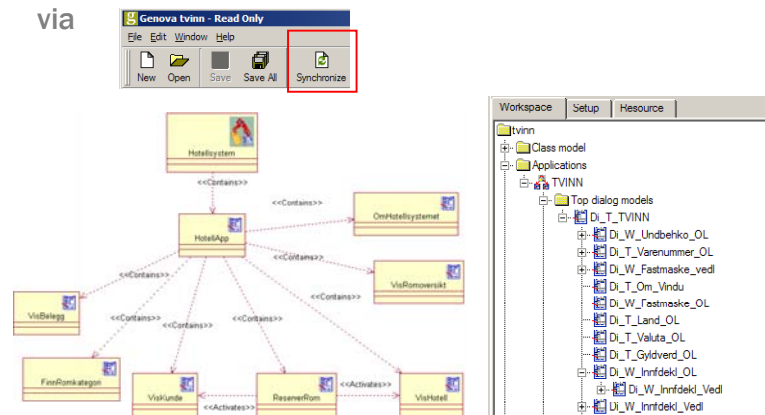 via
Genova tvinn - Read Only
File Edit Window Help
New Open Save Save All Synchronize
Hotellsystem
<<Contains>>
HotellApp
<<Contains>>
OmHotellsystemet
<<Contains>>
VisRomoversikt
<<Contains>>
VisBelegg
<<Contains>>
<<Contains>>
<<Contains>>
<<Contains>>
FinnRomkategori
VisKunde
<<Activates>>
ReserverRom
<<Activates>>
VisHotell
Workspace Setup Resource
tvinn
Class model
Applications
TVINN
Top dialog models
Di_T_TVINN
Di_W_Undbehko_OL
Di_T_Varenummer_OL
Di_W_Fastmaske_vedl
Di_T_Om_Vindu
Di_W_Fastmaske_OL
Di_T_Land_OL
Di_T_Valuta_OL
Di_T_Gyldverd_OL
Di_W_Innfdekl_OL
Di_W_Innfdekl_Vedl
Di_W_Innfdekl_Vedl